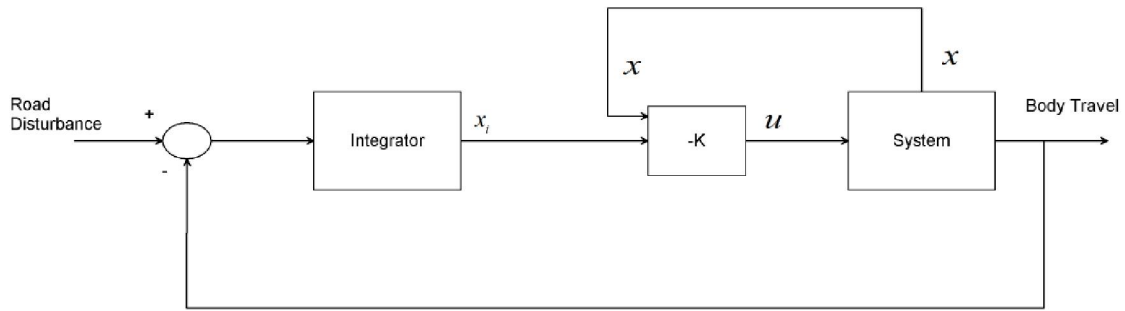 x
x
Road
Disturbance
+
Integrator
x_i
-K
u
System
Body Travel
-